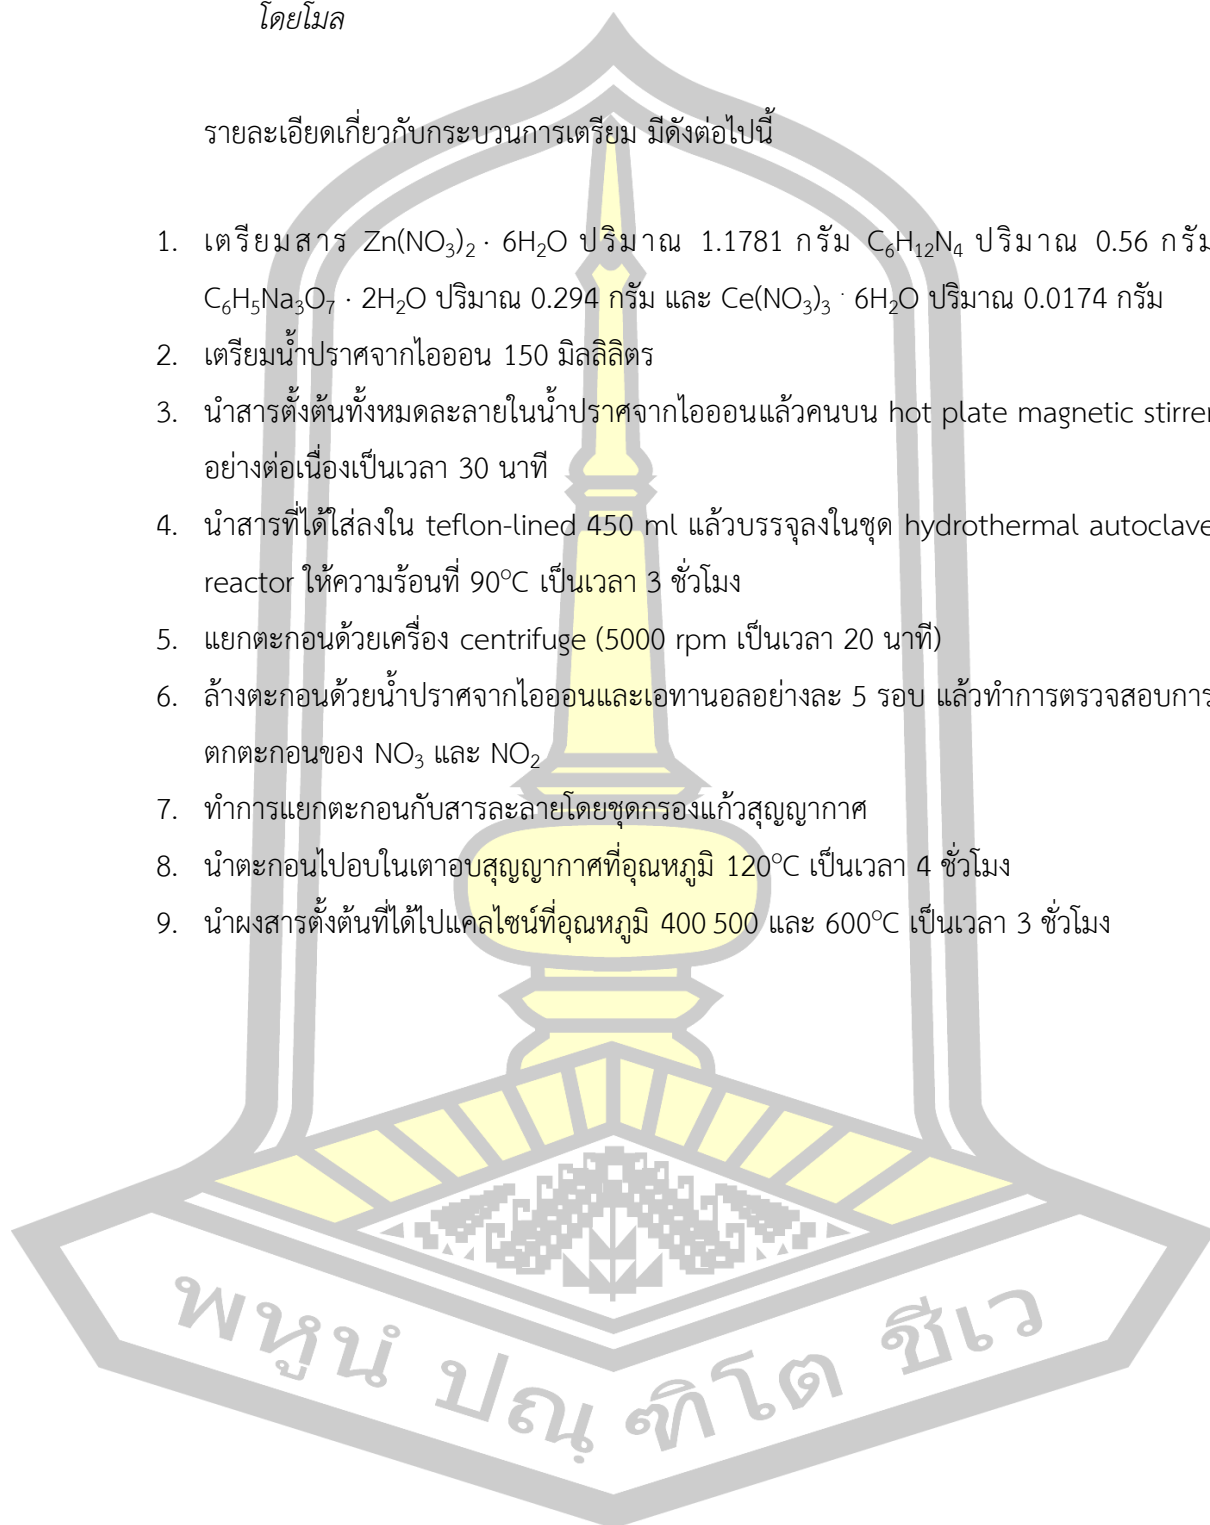 โดยโมล
รายละเอียดเกี่ยวกับกระบวนการเตรียม มีดังต่อไปนี้
1. เตรียมสาร Zn(NO₃)₂ · 6H₂O ปริมาณ 1.1781 กรัม C₆H₁₂N₄ ปริมาณ 0.56 กรัม
C₆H₅Na₃O₇ · 2H₂O ปริมาณ 0.294 กรัม และ Ce(NO₃)₃ · 6H₂O ปริมาณ 0.0174 กรัม
2. เตรียมน้ำปราศจากไอออน 150 มิลลิลิตร
3. นำสารตั้งต้นทั้งหมดละลายในน้ำปราศจากไอออนแล้วคนบน hot plate magnetic stirrer
อย่างต่อเนื่องเป็นเวลา 30 นาที
4. นำสารที่ได้ใส่ลงใน teflon-lined 450 ml แล้วบรรจุลงในชุด hydrothermal autoclave
reactor ให้ความร้อนที่ 90°C เป็นเวลา 3 ชั่วโมง
5. แยกตะกอนด้วยเครื่อง centrifuge (5000 rpm เป็นเวลา 20 นาที)
6. ล้างตะกอนด้วยน้ำปราศจากไอออนและเอทานอลอย่างละ 5 รอบ แล้วทำการตรวจสอบการ
ตกตะกอนของ NO₃ และ NO₂
7. ทำการแยกตะกอนกับสารละลายโดยชุดกรองแก้วสุญญากาศ
8. นำตะกอนไปอบในเตาอบสุญญากาศที่อุณหภูมิ 120°C เป็นเวลา 4 ชั่วโมง
9. นำผงสารตั้งต้นที่ได้ไปแคลไซน์ที่อุณหภูมิ 400 500 และ 600°C เป็นเวลา 3 ชั่วโมง
พหูนํ ปณฺ ฑิโต ชีเว